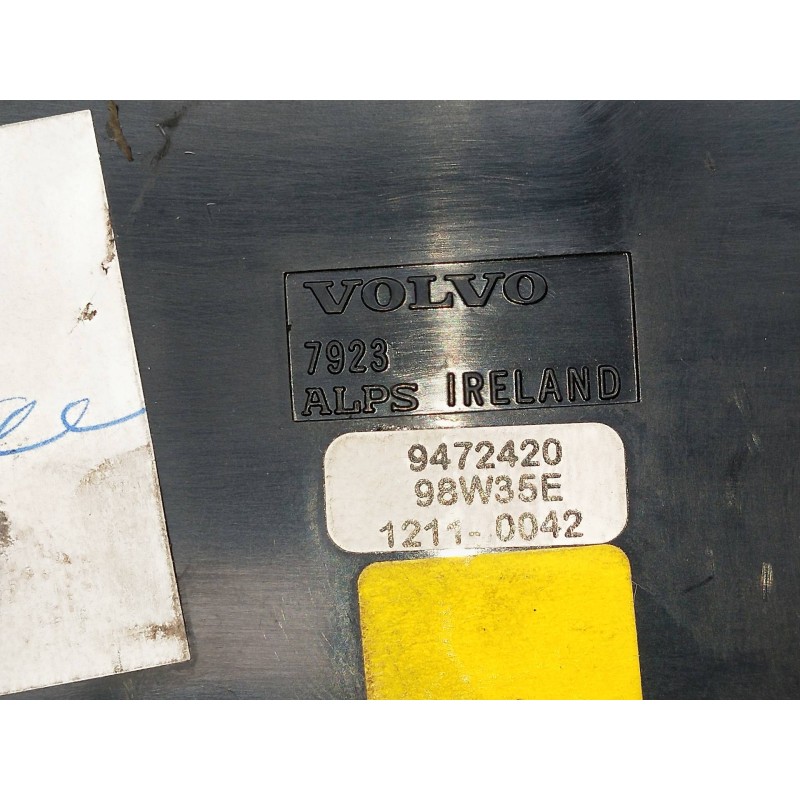 VOLVO
7923
ALPS IRELAND
9472420
98W35E
1211- 0042